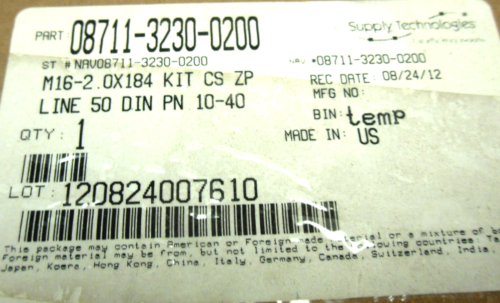 PART: 08711-3230-0200
Supply Technologies
ST # NAV08711-3230-0200
*08711-3230-0200
M16-2.0X184 KIT CS ZP
REC DATE: 08/24/12
LINE 50 DIN PN 10-40
MFG NO:
BIN: temp
QTY: 1
MADE IN: US
LOT: 120824007610
This package may contain American or Foreign made material or a mixture of
Foreign material may be from, but not limited to the following countries:
Japan, Koera, Hong Kong, China, Italy, Germany, Canada, Switzerland, India,